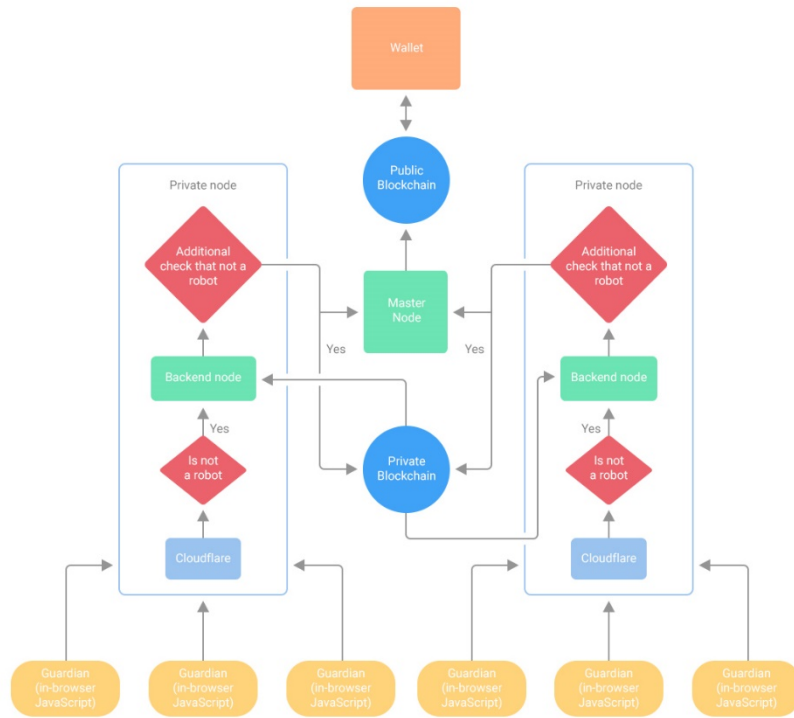 Wallet
Public
Blockchain
Private node
Private node
Additional
check that not a
robot
Additional
check that not a
robot
Master
Node
Yes
Yes
Backend node
Backend node
Yes
Yes
Private
Blockchain
Is not
a robot
Is not
a robot
Cloudflare
Cloudflare
Guardian
(in-browser
JavaScript)
Guardian
(in-browser
JavaScript)
Guardian
(in-browser
JavaScript)
Guardian
(in-browser
JavaScript)
Guardian
(in-browser
JavaScript)
Guardian
(in-browser
JavaScript)